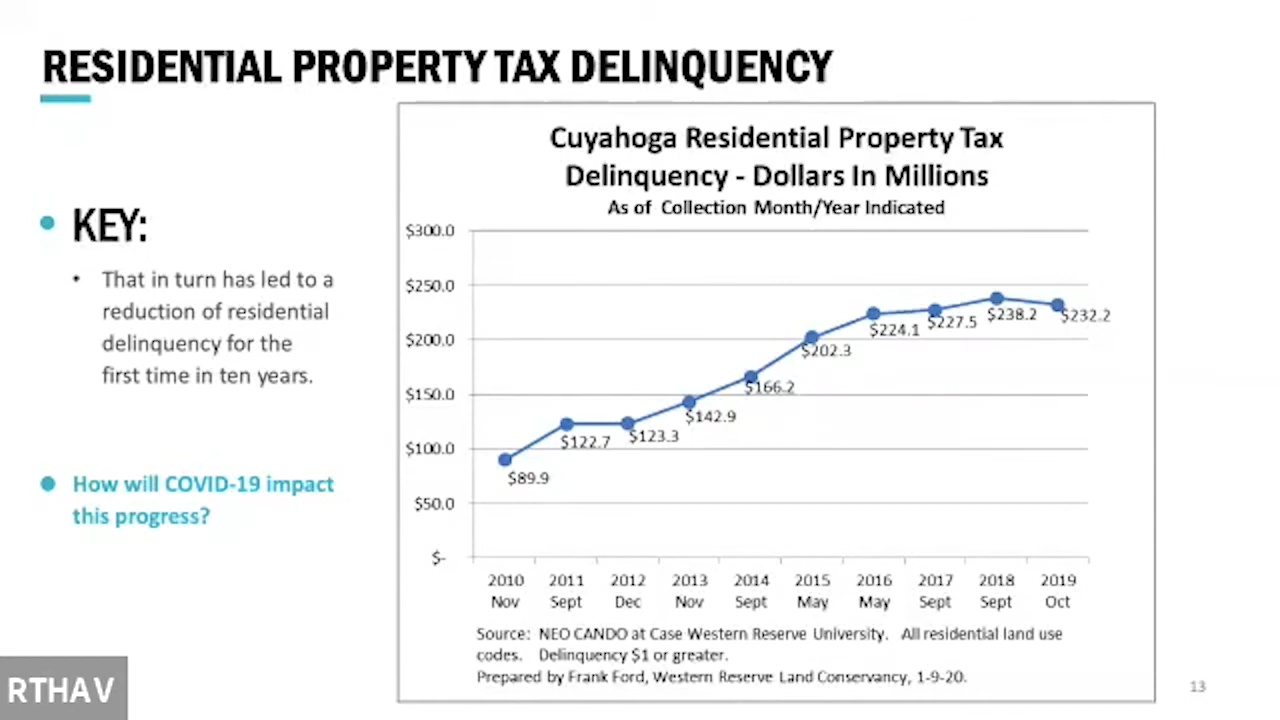 RESIDENTIAL PROPERTY TAX DELINQUENCY
• KEY:
• That in turn has led to a
reduction of residential
delinquency for the
first time in ten years.
• How will COVID-19 impact
this progress?
Cuyahoga Residential Property Tax
Delinquency - Dollars In Millions
As of Collection Month/Year Indicated
$300.0
$250.0
$200.0
$150.0
$100.0
$50.0
$-
$89.9
$122.7
$123.3
$142.9
$166.2
$202.3
$224.1
$227.5
$238.2
$232.2
2010 2011 2012 2013 2014 2015 2016 2017 2018 2019
Nov Sept Dec Nov Sept May May Sept Sept Oct
Source: NEO CANDO at Case Western Reserve University. All residential land use
codes. Delinquency $1 or greater.
Prepared by Frank Ford, Western Reserve Land Conservancy, 1-9-20.
RTHAV
13